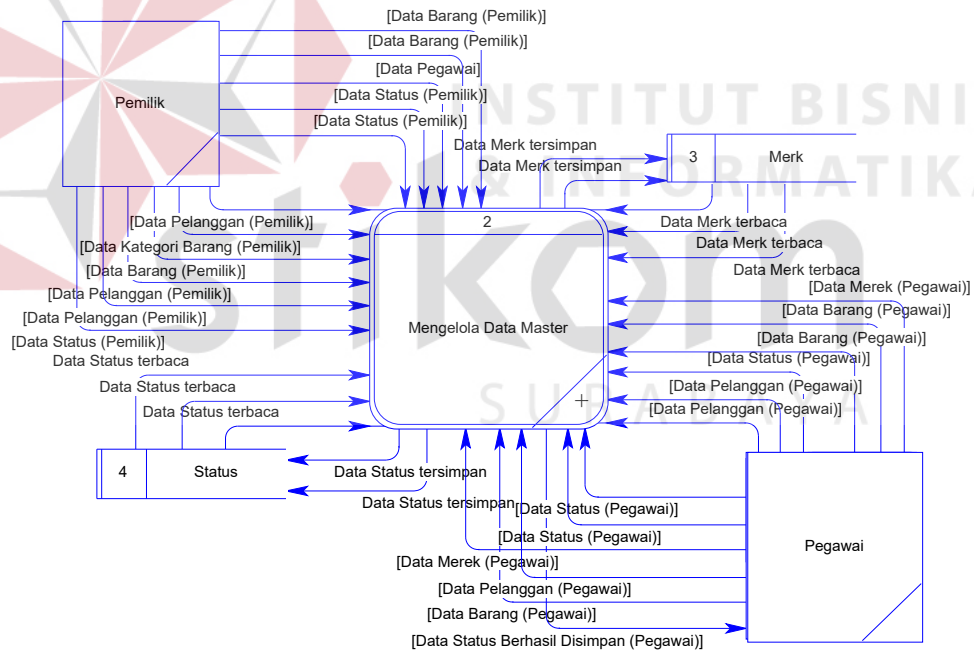 [Data Barang (Pemilik)]
[Data Barang (Pemilik)]
[Data Pegawai]
[Data Status (Pemilik)]
[Data Status (Pemilik)]
Pemilik
INSTITUT BISNI
& INFORMATIKA
stikom
SURABAYA
Data Merk tersimpan
Data Merk tersimpan
3
Merk
[Data Pelanggan (Pemilik)]
[Data Kategori Barang (Pemilik)]
[Data Barang (Pemilik)]
[Data Pelanggan (Pemilik)]
[Data Pelanggan (Pemilik)]
[Data Status (Pemilik)]
2
Mengelola Data Master
Data Merk terbaca
Data Merk terbaca
Data Merk terbaca
[Data Merek (Pegawai)]
[Data Barang (Pegawai)]
[Data Barang (Pegawai)]
[Data Status (Pegawai)]
[Data Pelanggan (Pegawai)]
[Data Pelanggan (Pegawai)]
Data Status terbaca
Data Status terbaca
Data Status terbaca
4
Status
Data Status tersimpan
Data Status tersimpan
[Data Status (Pegawai)]
[Data Status (Pegawai)]
[Data Merek (Pegawai)]
[Data Pelanggan (Pegawai)]
[Data Barang (Pegawai)]
[Data Status Berhasil Disimpan (Pegawai)]
Pegawai